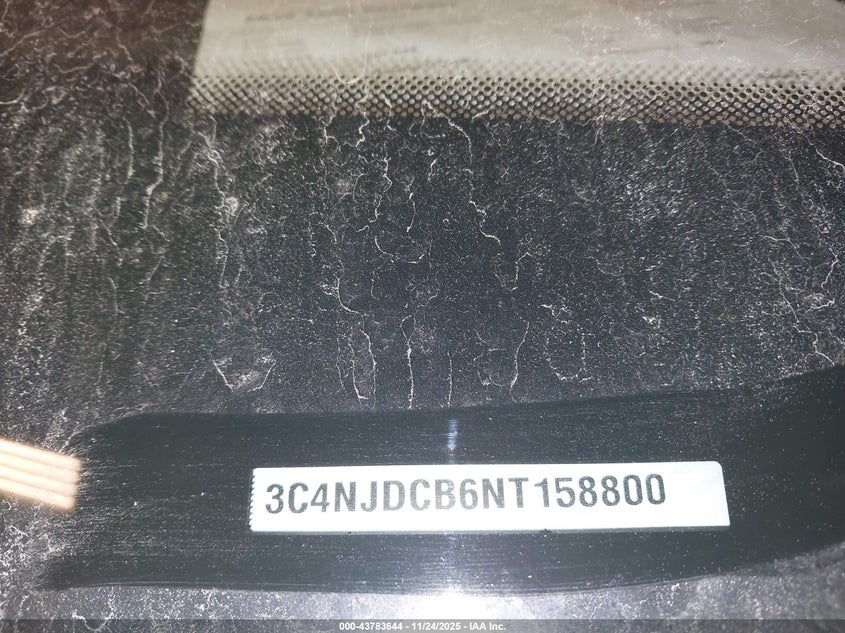 3C4NJDCB6NT158800
000-43783644 - 11/24/2025 - IAA Inc.